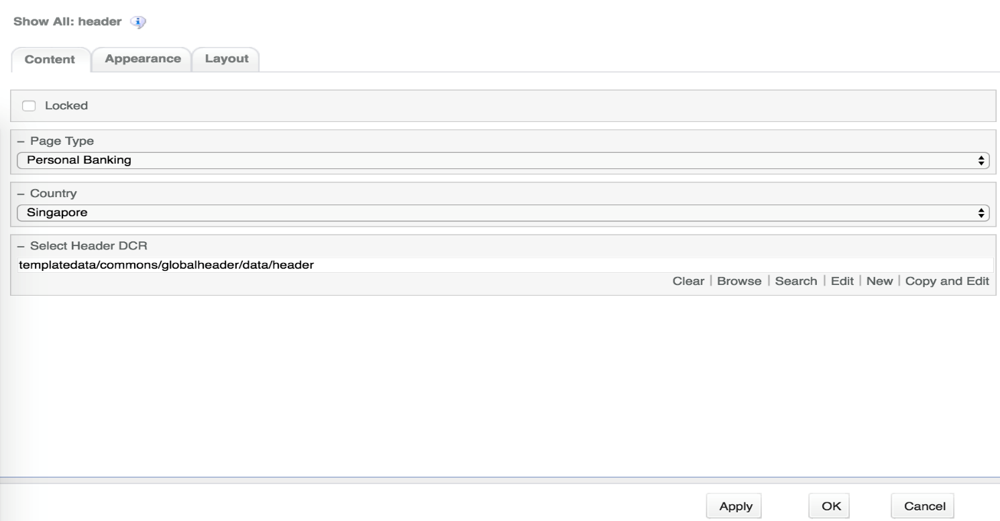 Show All: header
Content Appearance Layout
Locked
– Page Type
Personal Banking
– Country
Singapore
– Select Header DCR
templatedata/commons/globalheader/data/header
Clear | Browse | Search | Edit | New | Copy and Edit
Apply OK Cancel